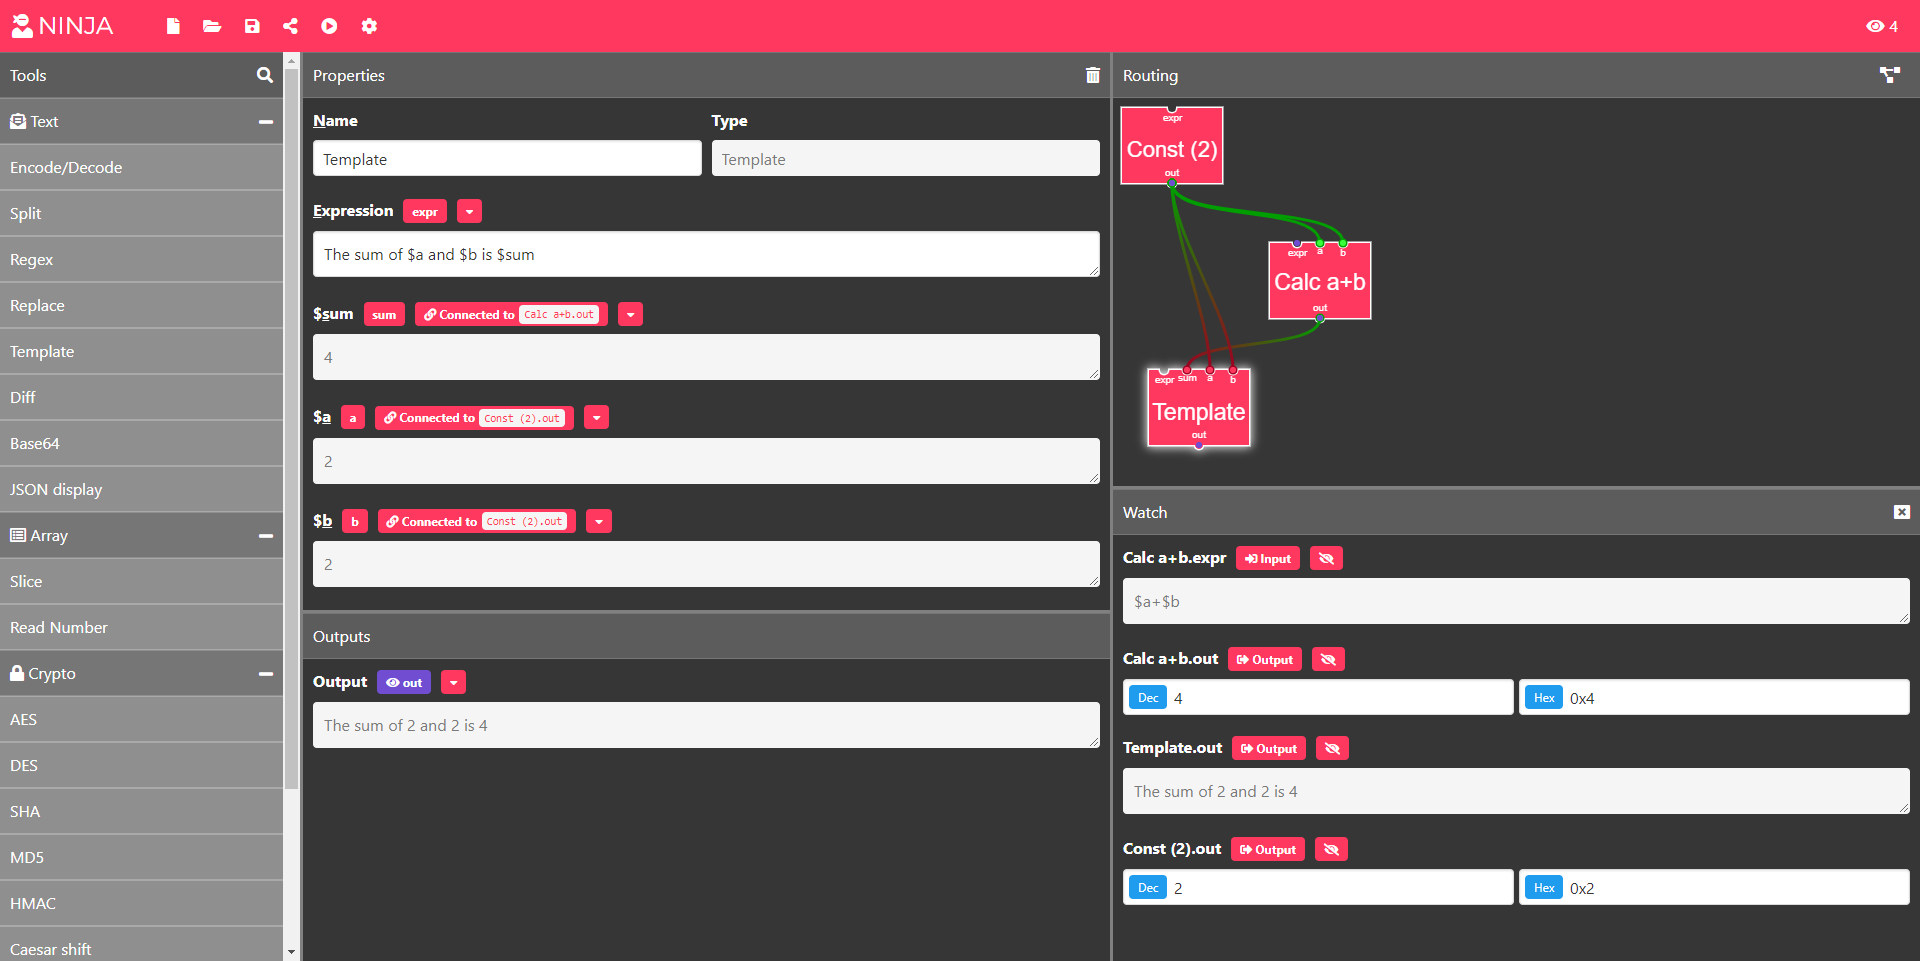 NINJA
4
Tools
Text
Encode/Decode
Split
Regex
Replace
Template
Diff
Base64
JSON display
Array
Slice
Read Number
Crypto
AES
DES
SHA
MD5
HMAC
Caesar shift
Properties
Name
Type
Template
Template
Expression expr
The sum of $a and $b is $sum
$sum sum Connected to Calc a+b.out
4
$a a Connected to Const (2).out
2
$b b Connected to Const (2).out
2
Outputs
Output out
The sum of 2 and 2 is 4
Routing
expr
Const (2)
out
expr a b
Calc a+b
out
expr sum a b
Template
out
Watch
Calc a+b.expr Input
$a+$b
Calc a+b.out Output
Dec 4 Hex 0x4
Template.out Output
The sum of 2 and 2 is 4
Const (2).out Output
Dec 2 Hex 0x2